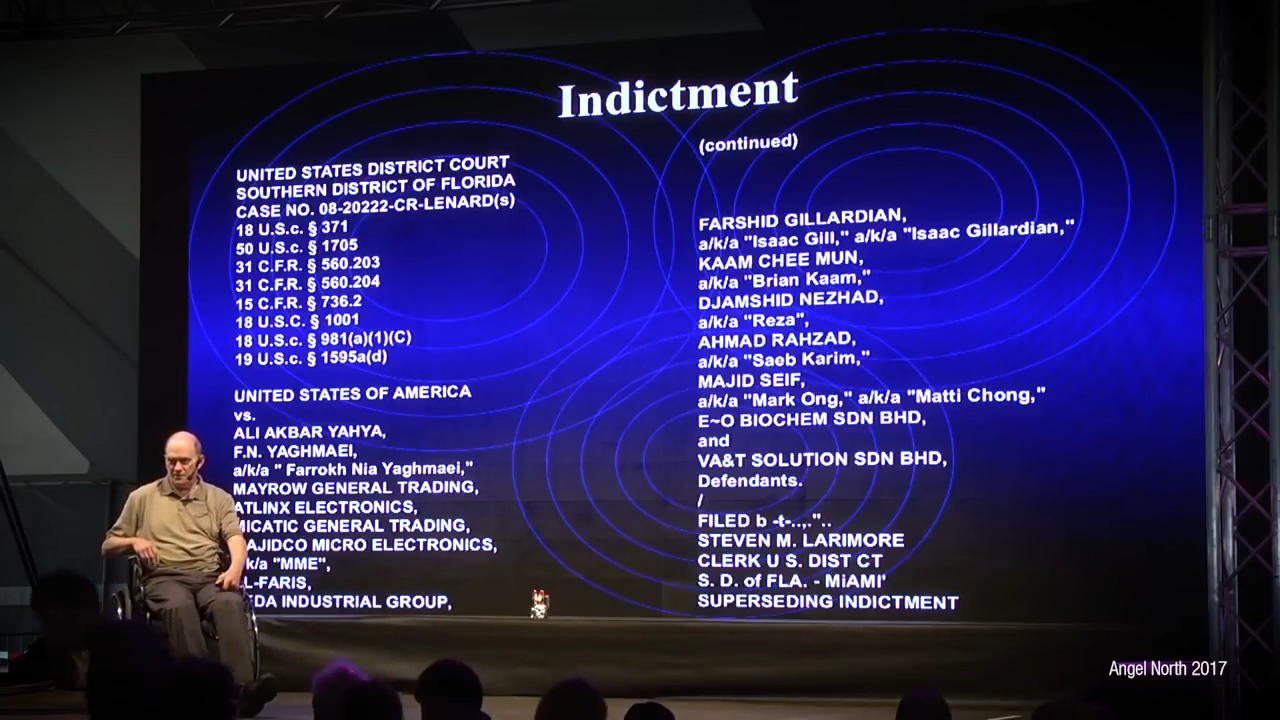 Indictment
UNITED STATES DISTRICT COURT
SOUTHERN DISTRICT OF FLORIDA
CASE NO. 08-20222-CR-LENARD(s)
18 U.S.c. § 371
50 U.S.c. § 1705
31 C.F.R. § 560.203
31 C.F.R. § 560.204
15 C.F.R. § 736.2
18 U.S.C. § 1001
18 U.S.c. § 981(a)(1)(C)
19 U.S.c. § 1595a(d)
UNITED STATES OF AMERICA
vs.
ALI AKBAR YAHYA,
F.N. YAGHMAEI,
a/k/a " Farrokh Nia Yaghmaei,"
MAYROW GENERAL TRADING,
ATLINX ELECTRONICS,
MICATIC GENERAL TRADING,
AJIDCO MICRO ELECTRONICS,
k/a "MME",
L-FARIS,
DA INDUSTRIAL GROUP,
(continued)
FARSHID GILLARDIAN,
a/k/a "Isaac Gill," a/k/a "Isaac Gillardian,"
KAAM CHEE MUN,
a/k/a "Brian Kaam,"
DJAMSHID NEZHAD,
a/k/a "Reza",
AHMAD RAHZAD,
a/k/a "Saeb Karim,"
MAJID SEIF,
a/k/a "Mark Ong," a/k/a "Matti Chong,"
E~O BIOCHEM SDN BHD,
and
VA&T SOLUTION SDN BHD,
Defendants.
/
FILED b -t-..,."..
STEVEN M. LARIMORE
CLERK U S. DIST CT
S. D. of FLA. - MiAMI'
SUPERSEDING INDICTMENT
Angel North 2017